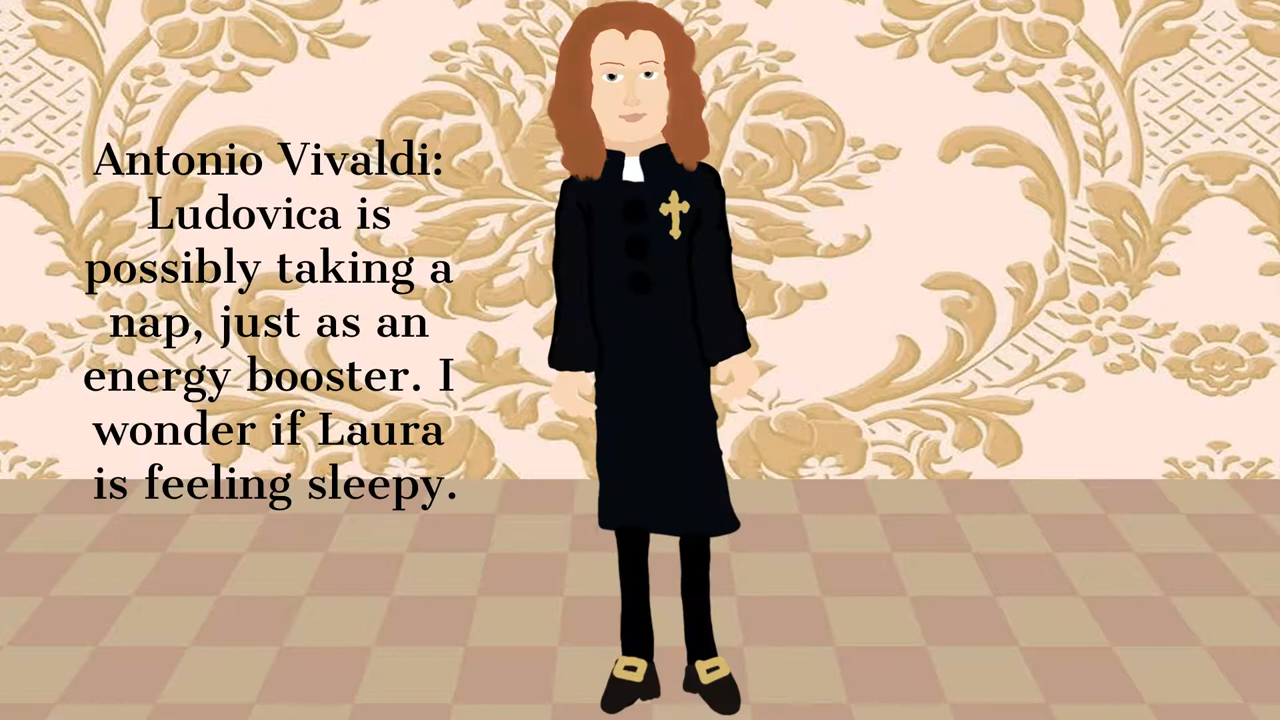 Antonio Vivaldi:
Ludovica is
possibly taking a
nap, just as an
energy booster. I
wonder if Laura
is feeling sleepy.